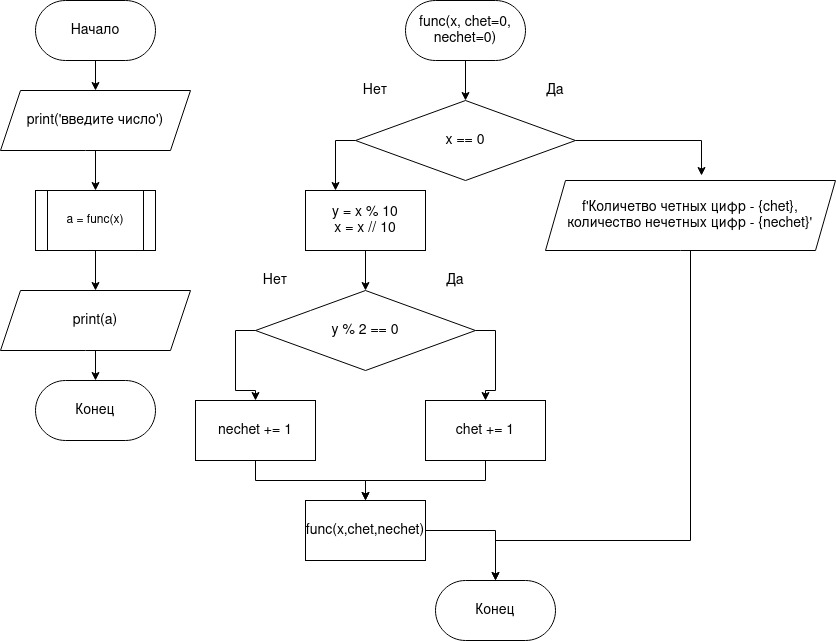 Начало
print('введите число')
a = func(x)
print(a)
Конец
func(x, chet=0,
nechet=0)
Нет
Да
x == 0
y = x % 10
x = x // 10
f'Количетво четных цифр - {chet},
количество нечетных цифр - {nechet}'
Нет
Да
y % 2 == 0
nechet += 1
chet += 1
func(x,chet,nechet)
Конец